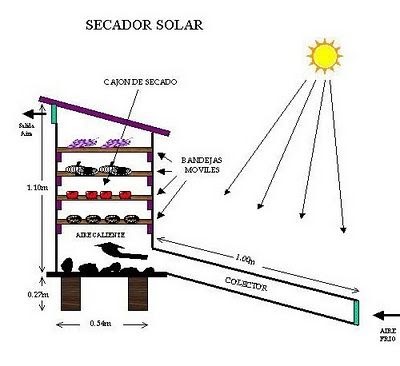 SECADOR SOLAR
CAJON DE SECADO
Salida
Aire
BANDEJAS
MOVILES
1.10m
AIRE CALIENTE
1.00m
COLECTOR
0.27m
0.54m
AIRE
FRIO